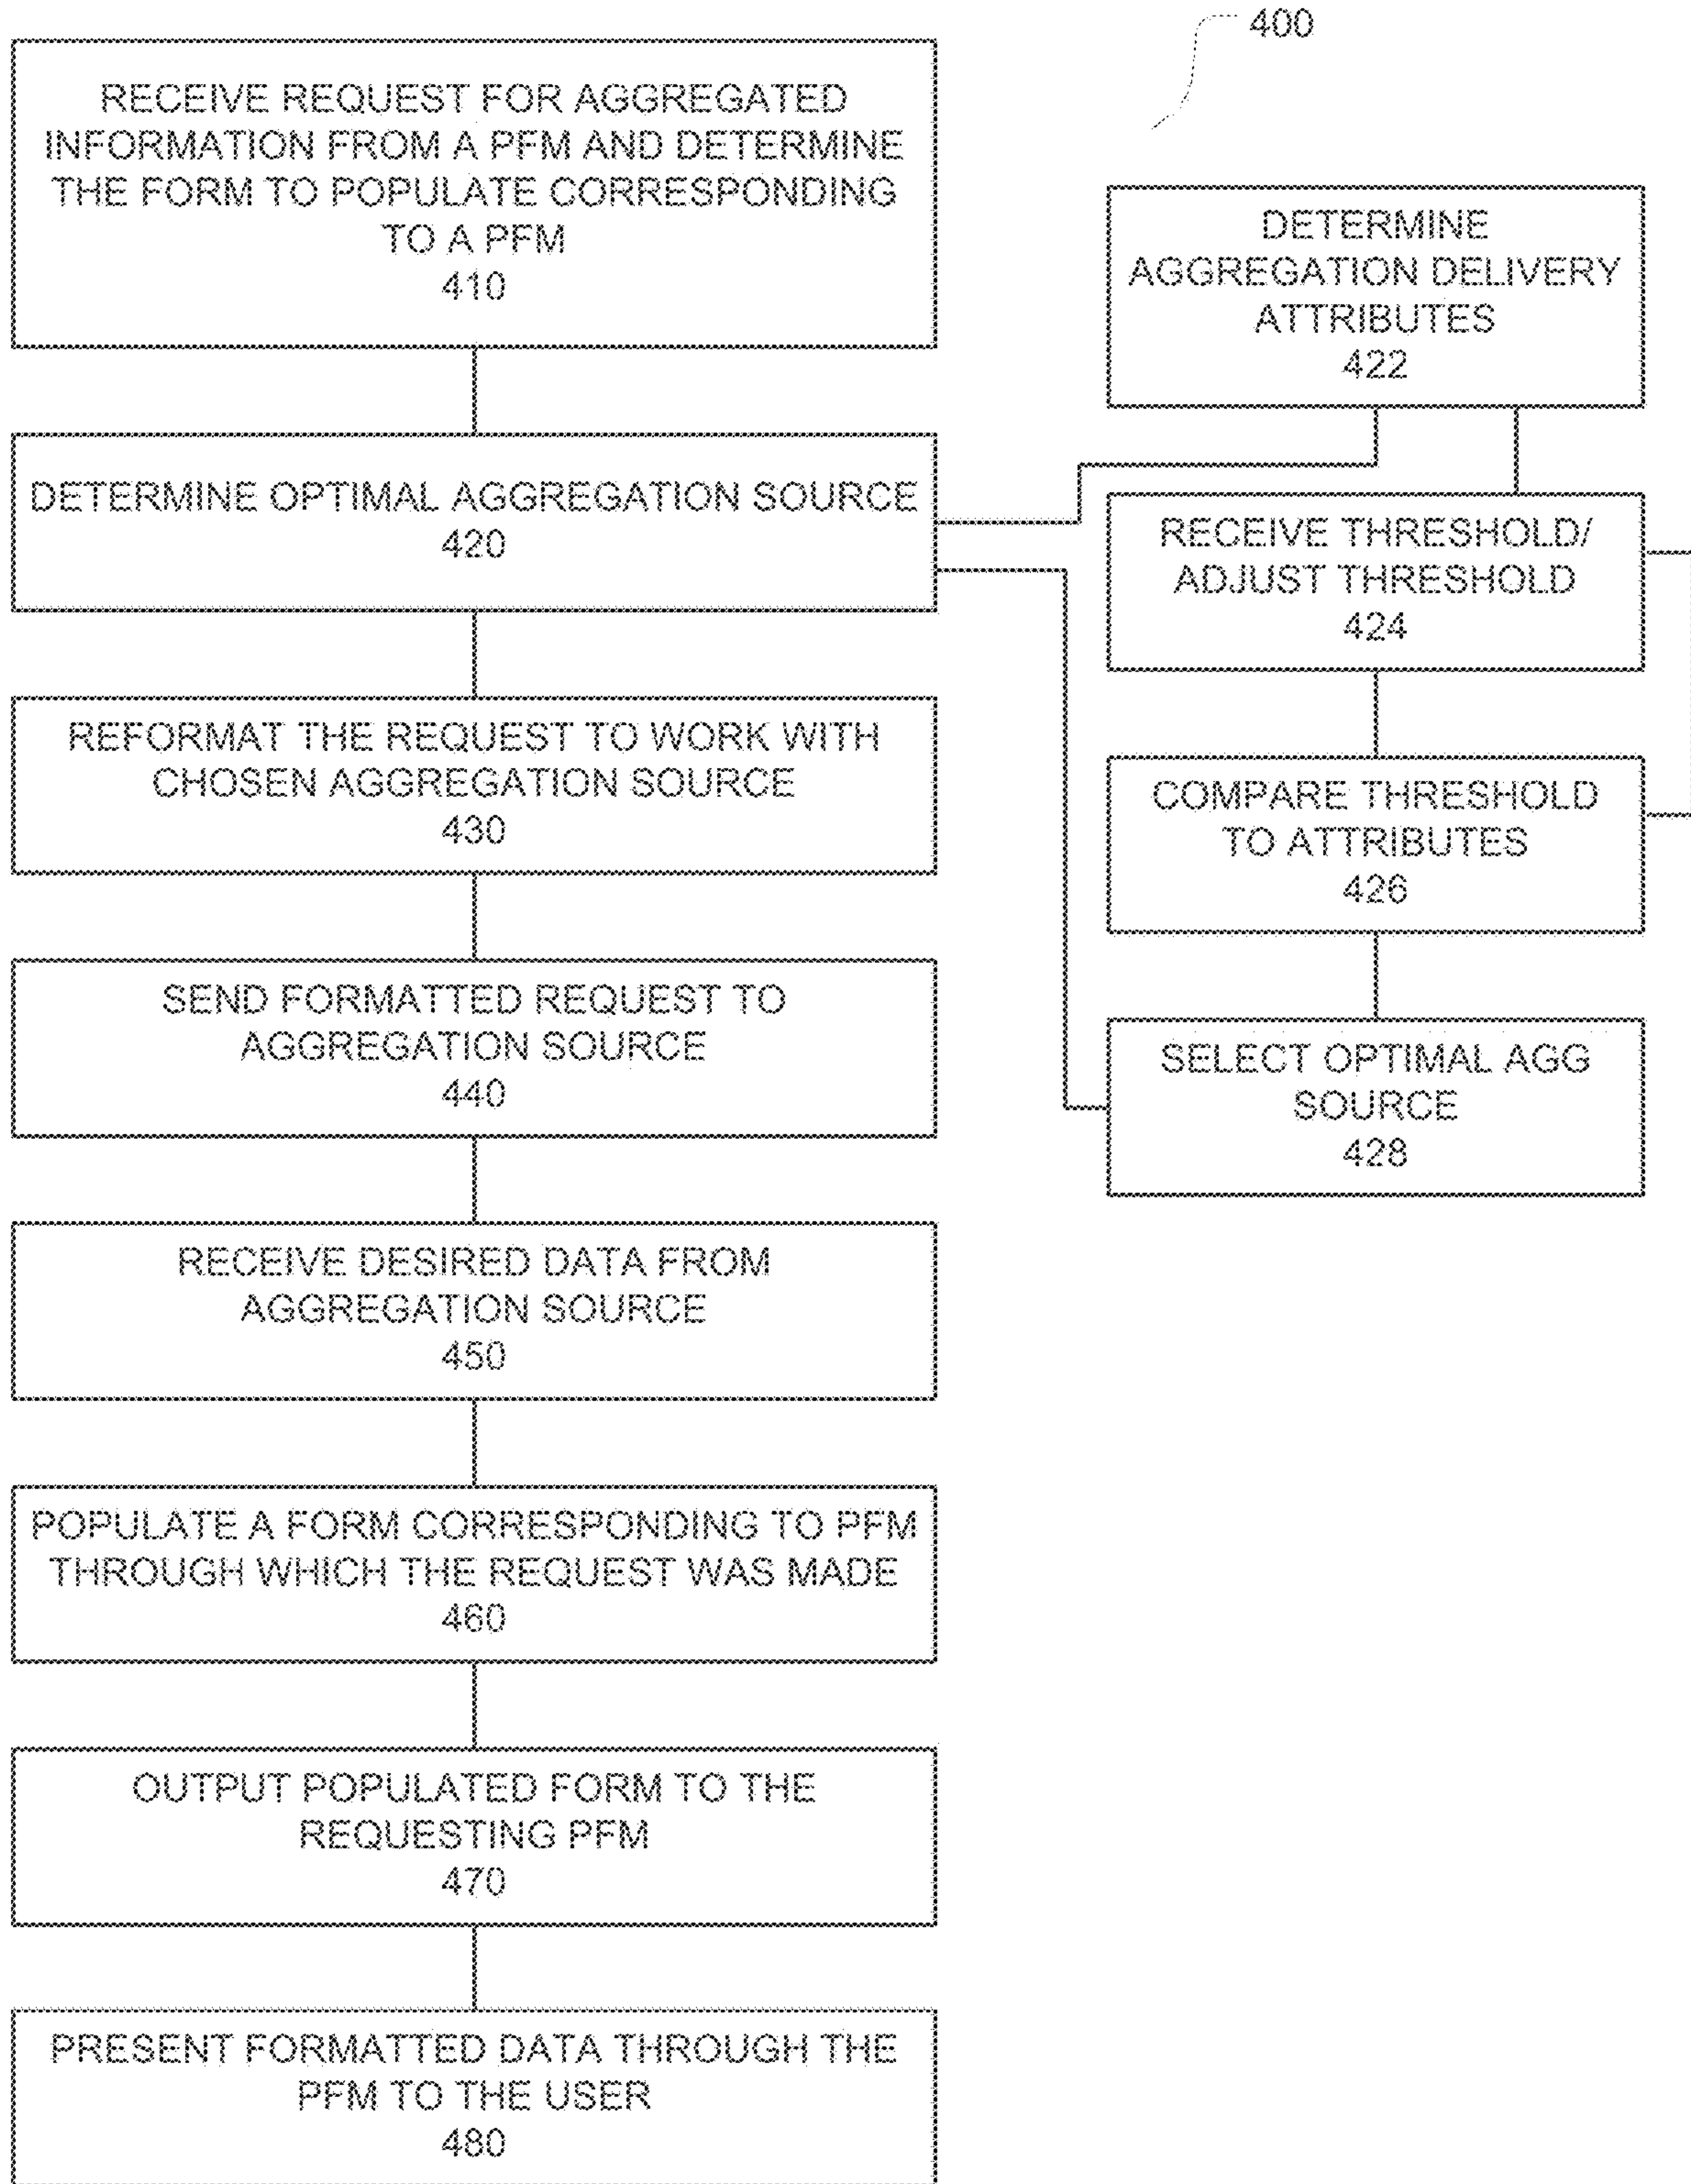 400
RECEIVE REQUEST FOR AGGREGATED
INFORMATION FROM A PFM AND DETERMINE
THE FORM TO POPULATE CORRESPONDING
TO A PFM
410
DETERMINE OPTIMAL AGGREGATION SOURCE
420
REFORMAT THE REQUEST TO WORK WITH
CHOSEN AGGREGATION SOURCE
430
SEND FORMATTED REQUEST TO
AGGREGATION SOURCE
440
RECEIVE DESIRED DATA FROM
AGGREGATION SOURCE
450
POPULATE A FORM CORRESPONDING TO PFM
THROUGH WHICH THE REQUEST WAS MADE
460
OUTPUT POPULATED FORM TO THE
REQUESTING PFM
470
PRESENT FORMATTED DATA THROUGH THE
PFM TO THE USER
480
DETERMINE
AGGREGATION DELIVERY
ATTRIBUTES
422
RECEIVE THRESHOLD/
ADJUST THRESHOLD
424
COMPARE THRESHOLD
TO ATTRIBUTES
426
SELECT OPTIMAL AGG
SOURCE
428